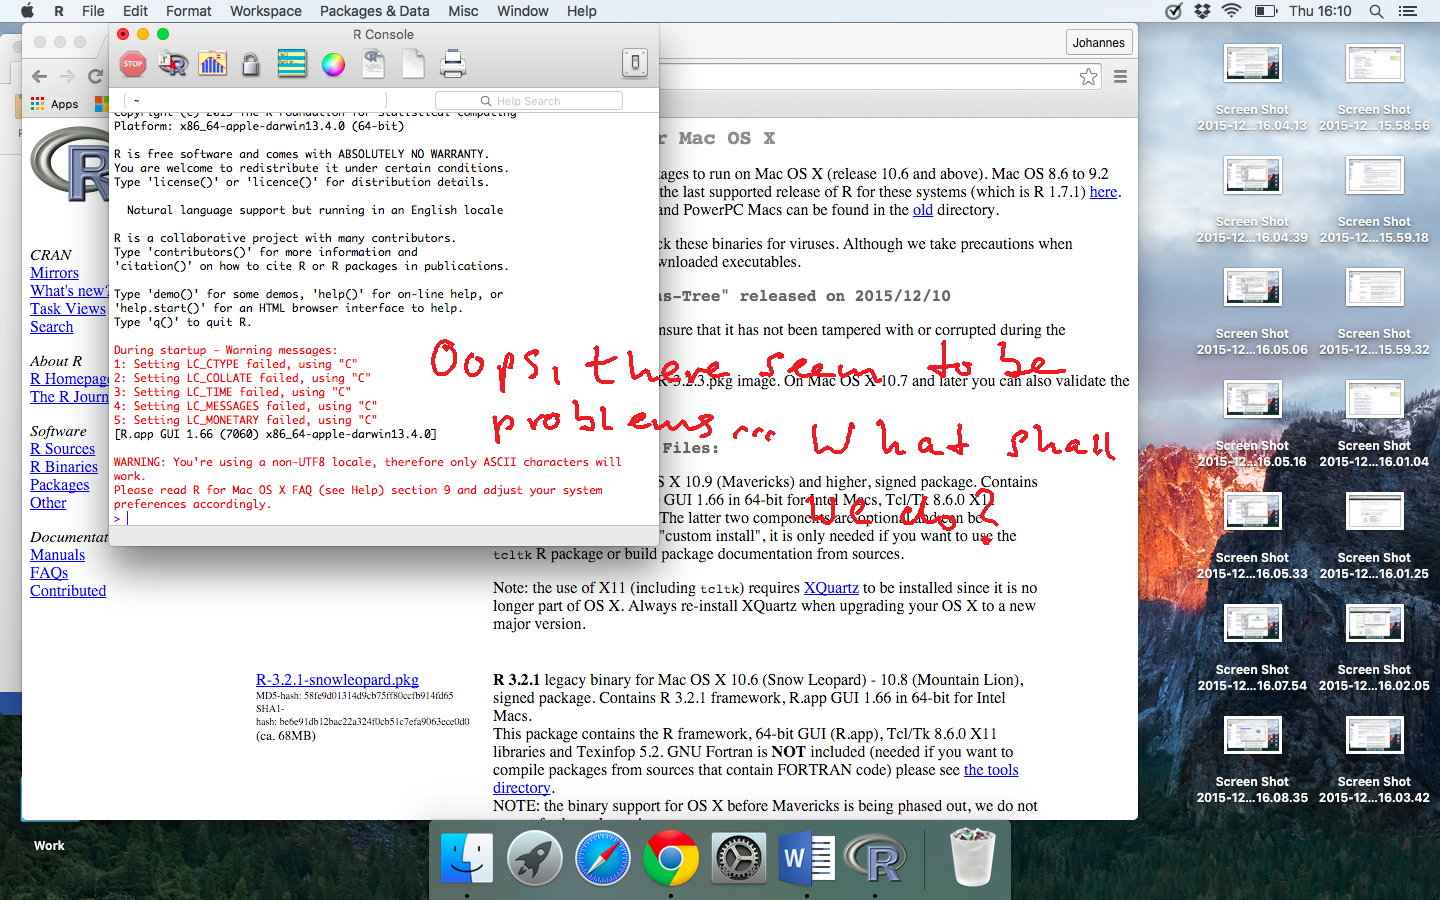 R File Edit Format Workspace Packages & Data Misc Window Help Thu 16:10
R Console
Johannes
STOP
R
Apps
~
Help Search
Copyright (C) 2015 The R Foundation for Statistical Computing
Platform: x86_64-apple-darwin13.4.0 (64-bit)
R is free software and comes with ABSOLUTELY NO WARRANTY.
You are welcome to redistribute it under certain conditions.
Type 'license()' or 'licence()' for distribution details.
Natural language support but running in an English locale
R is a collaborative project with many contributors.
Type 'contributors()' for more information and
'citation()' on how to cite R or R packages in publications.
Type 'demo()' for some demos, 'help()' for on-line help, or
'help.start()' for an HTML browser interface to help.
Type 'q()' to quit R.
During startup - Warning messages:
1: Setting LC_CTYPE failed, using "C"
2: Setting LC_COLLATE failed, using "C"
3: Setting LC_TIME failed, using "C"
4: Setting LC_MESSAGES failed, using "C"
5: Setting LC_MONETARY failed, using "C"
[R.app GUI 1.66 (7060) x86_64-apple-darwin13.4.0]
WARNING: You're using a non-UTF8 locale, therefore only ASCII characters will
work.
Please read R for Mac OS X FAQ (see Help) section 9 and adjust your system
preferences accordingly.
>
Oops, there seem to be
problems... What shall
we do?
R
CRAN
Mirrors
What's new?
Task Views
Search
About R
R Homepag
The R Journ
Software
R Sources
R Binaries
Packages
Other
Documentat
Manuals
FAQs
Contributed
r Mac OS X
kages to run on Mac OS X (release 10.6 and above). Mac OS 8.6 to 9.2
the last supported release of R for these systems (which is R 1.7.1) here.
and PowerPC Macs can be found in the old directory.
ck these binaries for viruses. Although we take precautions when
wnloaded executables.
ns-Tree" released on 2015/12/10
nsure that it has not been tampered with or corrupted during the
R-3.2.3.pkg image. On Mac OS X 10.7 and later you can also validate the
Files:
S X 10.9 (Mavericks) and higher, signed package. Contains
GUI 1.66 in 64-bit for Intel Macs, Tcl/Tk 8.6.0 X11
The latter two components are optional and can be
"custom install", it is only needed if you want to use the
tcltk R package or build package documentation from sources.
Note: the use of X11 (including tcltk) requires XQuartz to be installed since it is no
longer part of OS X. Always re-install XQuartz when upgrading your OS X to a new
major version.
R-3.2.1-snowleopard.pkg
MD5-hash: 58fe9d01314d9cb75ff80ccfb914fd65
SHA1-
hash: be6e91db12bac22a324f0cb51c7efa9063ece0d0
(ca. 68MB)
R 3.2.1 legacy binary for Mac OS X 10.6 (Snow Leopard) - 10.8 (Mountain Lion),
signed package. Contains R 3.2.1 framework, R.app GUI 1.66 in 64-bit for Intel
Macs.
This package contains the R framework, 64-bit GUI (R.app), Tcl/Tk 8.6.0 X11
libraries and Texinfop 5.2. GNU Fortran is NOT included (needed if you want to
compile packages from sources that contain FORTRAN code) please see the tools
directory.
NOTE: the binary support for OS X before Mavericks is being phased out, we do not
Screen Shot
2015-12...16.04.13
Screen Shot
2015-12...15.58.56
Screen Shot
2015-12...16.04.39
Screen Shot
2015-12...15.59.18
Screen Shot
2015-12...16.05.06
Screen Shot
2015-12...15.59.32
Screen Shot
2015-12...16.05.16
Screen Shot
2015-12...16.01.04
Screen Shot
2015-12...16.05.33
Screen Shot
2015-12...16.01.25
Screen Shot
2015-12...16.07.54
Screen Shot
2015-12...16.02.05
Screen Shot
2015-12...16.08.35
Screen Shot
2015-12...16.03.42
Work
W
R